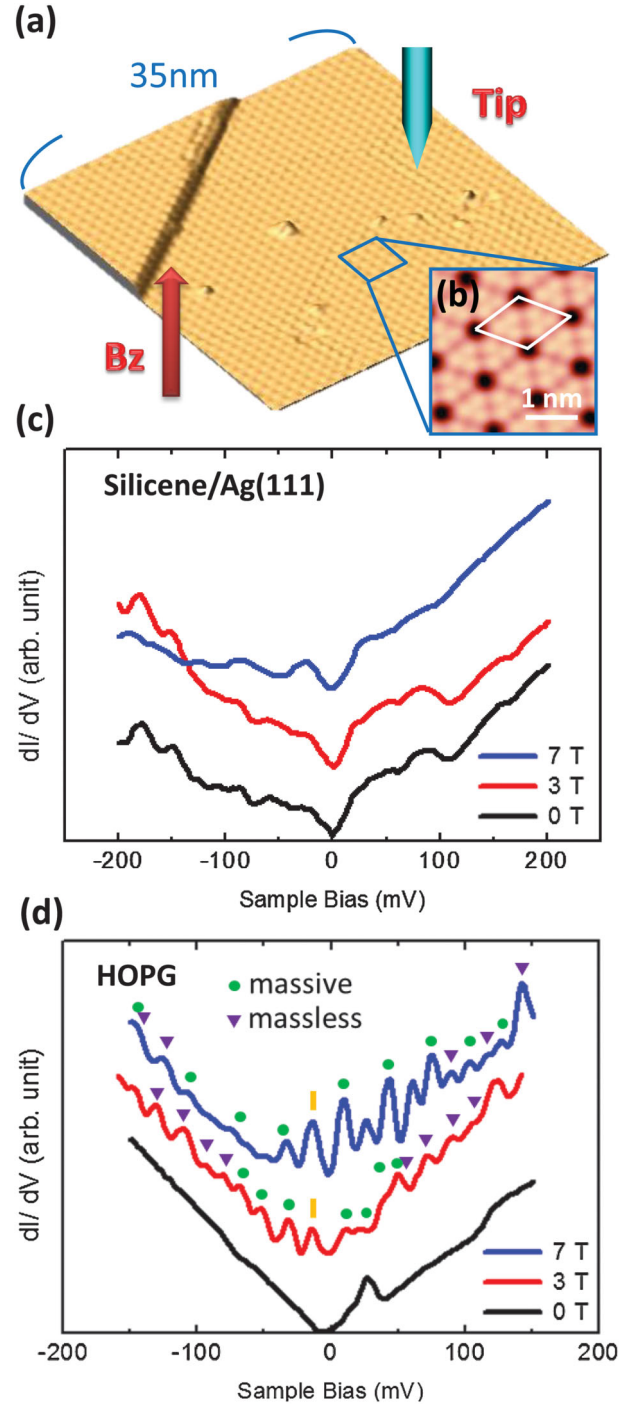 (a)
35nm
Tip
Bz
(b)
1 nm
(c)
Silicene/Ag(111)
dI/ dV (arb. unit)
7 T
3 T
0 T
-200 -100 0 100 200
Sample Bias (mV)
(d)
HOPG
massive
massless
dI/ dV (arb. unit)
7 T
3 T
0 T
-200 -100 0 100 200
Sample Bias (mV)